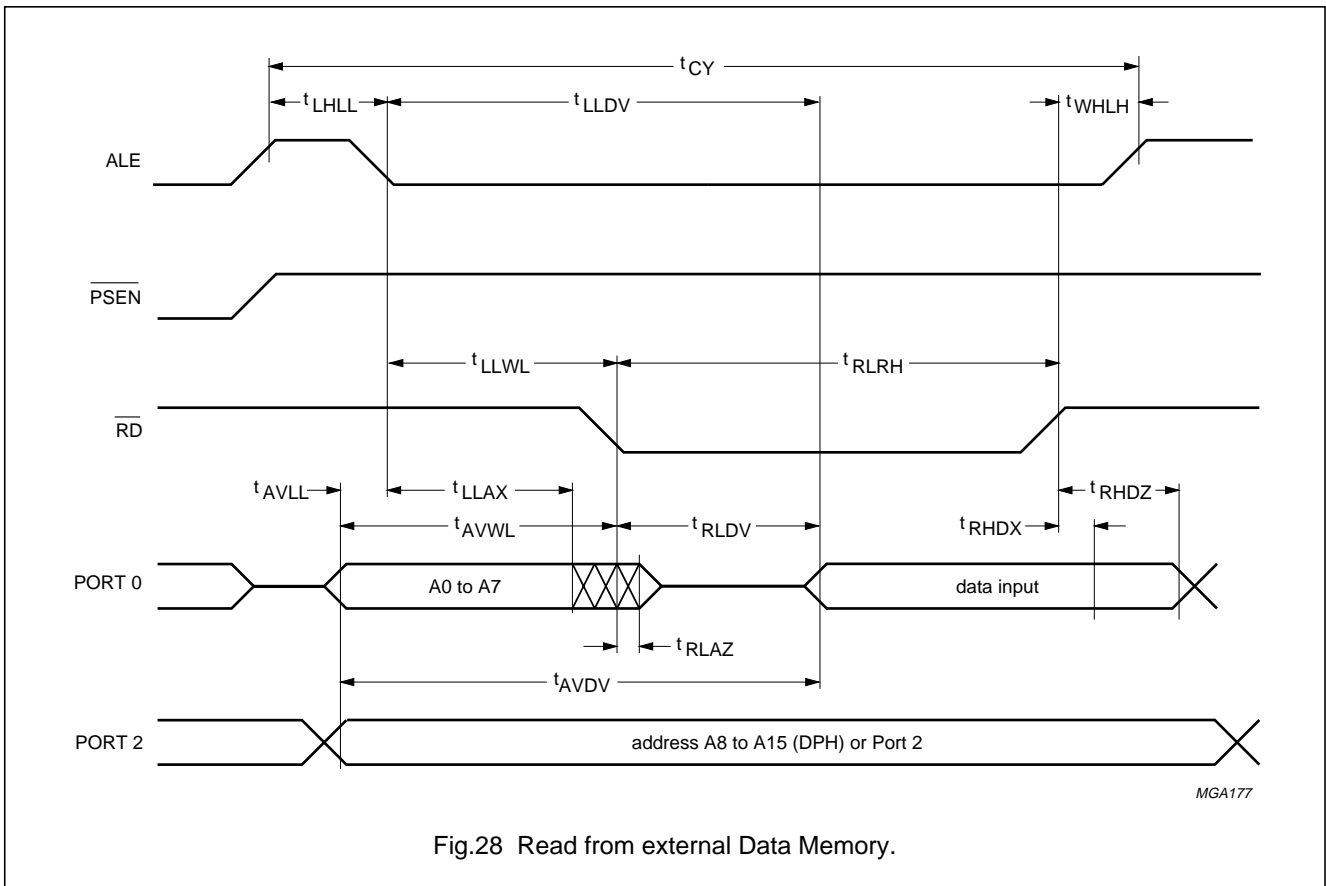 tCY
tLHLL tLLDV tWHLH
ALE
PSEN
tLLWL tRLRH
RD
tAVLL tLLAX tRHDZ
tAVWL tRLDV tRHDX
PORT 0 A0 to A7 data input
tRLAZ
tAVDV
PORT 2 address A8 to A15 (DPH) or Port 2
MGA177
Fig.28 Read from external Data Memory.